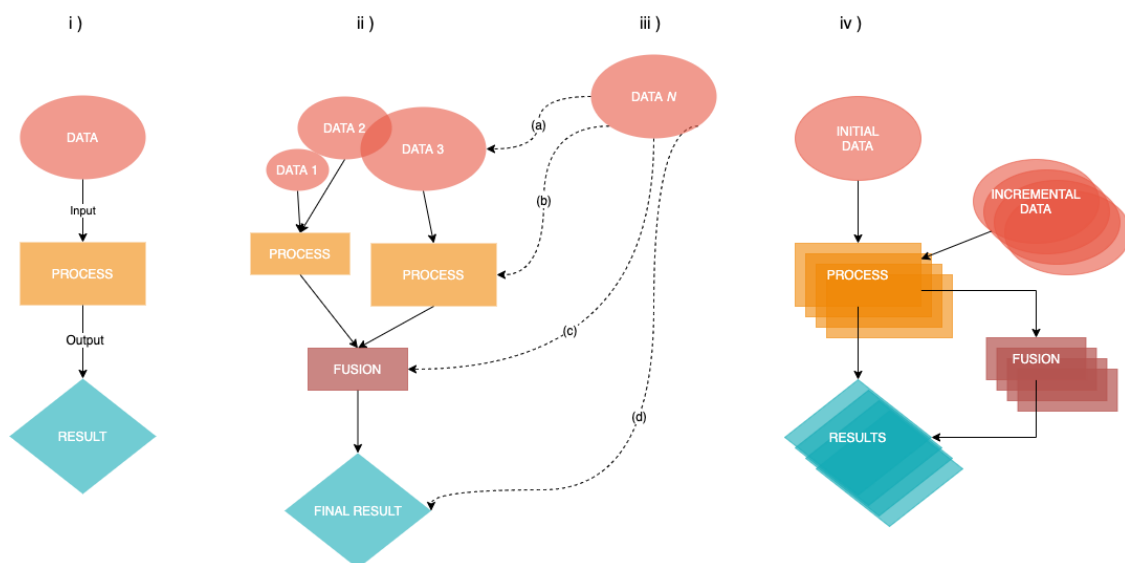 i )
ii )
iii )
iv )
DATA
Input
PROCESS
Output
RESULT
DATA 1
DATA 2
DATA 3
PROCESS
PROCESS
FUSION
FINAL RESULT
DATA N
(a)
(b)
(c)
(d)
INITIAL
DATA
INCREMENTAL
DATA
PROCESS
FUSION
RESULTS